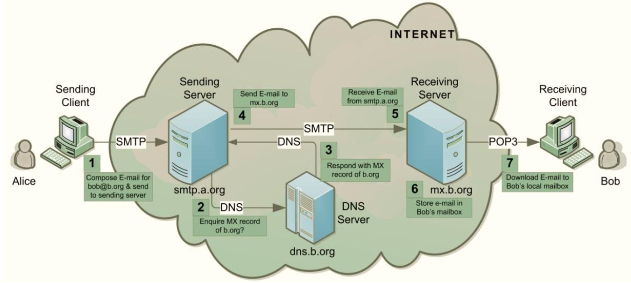 INTERNET
Sending
Client
Alice
SMTP
1
Compose E-mail for
bob@b.org & send
to sending server
Sending
Server
smtp.a.org
2
DNS
Enquire MX record
of b.org?
DNS
Server
dns.b.org
DNS
3
Respond with MX
record of b.org
Send E-mail to
mx.b.org
4
SMTP
Receive E-mail
from smtp.a.org
5
Receiving
Server
mx.b.org
6
Store e-mail in
Bob's mailbox
POP3
7
Download E-mail to
Bob's local mailbox
Receiving
Client
Bob